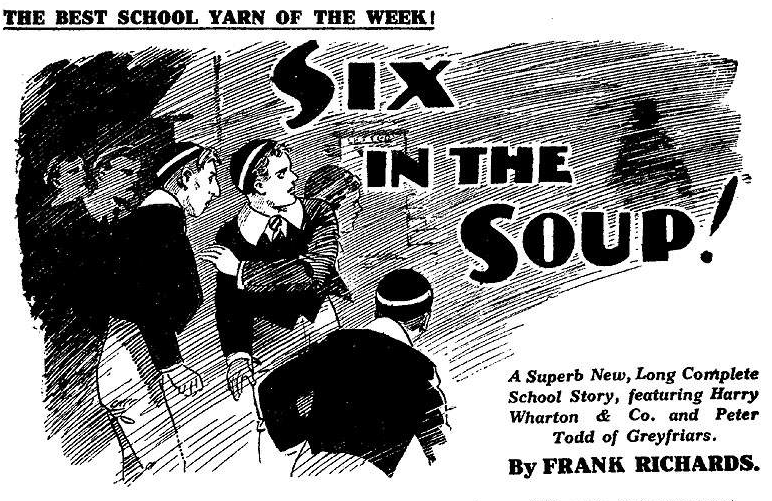 THE BEST SCHOOL YARN OF THE WEEK!
SIX
IN THE
SOUP!
A Superb New, Long Complete
School Story, featuring Harry
Wharton & Co. and Peter
Todd of Greyfriars.
By FRANK RICHARDS.